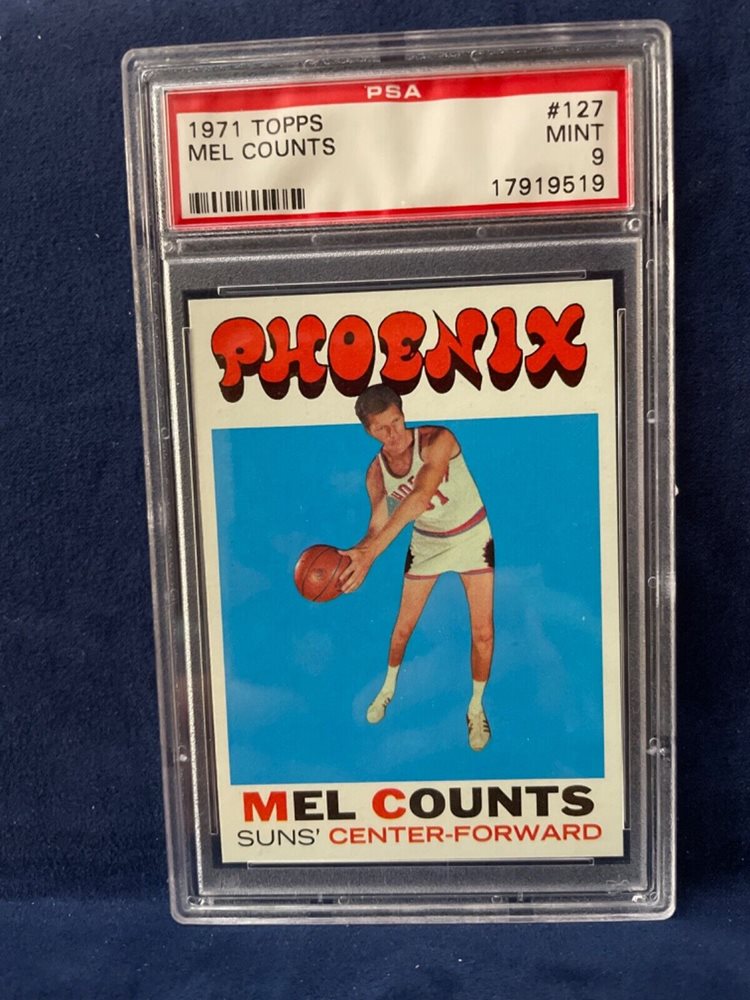 PSA
1971 TOPPS #127
MEL COUNTS MINT
9
17919519
PHOENIX
MEL COUNTS
SUNS' CENTER-FORWARD